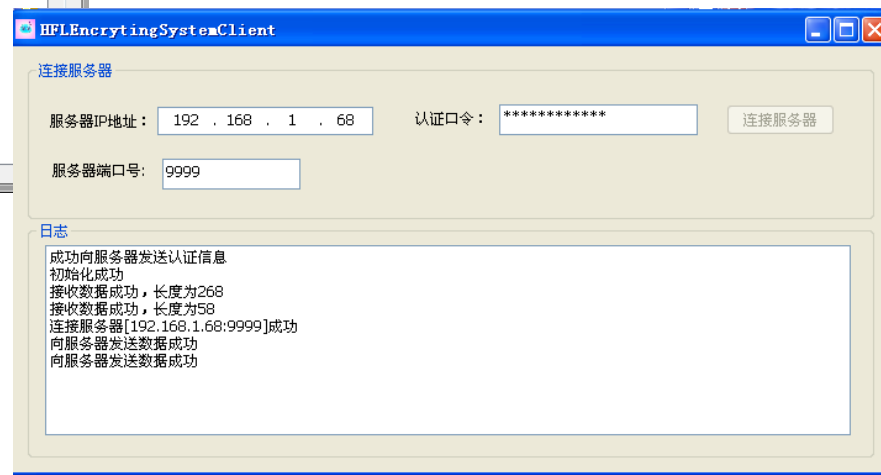 HFLEncrytingSystemClient
连接服务器
服务器IP地址： 192 . 168 . 1 . 68 认证口令： ************ 连接服务器
服务器端口号: 9999
日志
成功向服务器发送认证信息
初始化成功
接收数据成功，长度为268
接收数据成功，长度为58
连接服务器[192.168.1.68:9999]成功
向服务器发送数据成功
向服务器发送数据成功